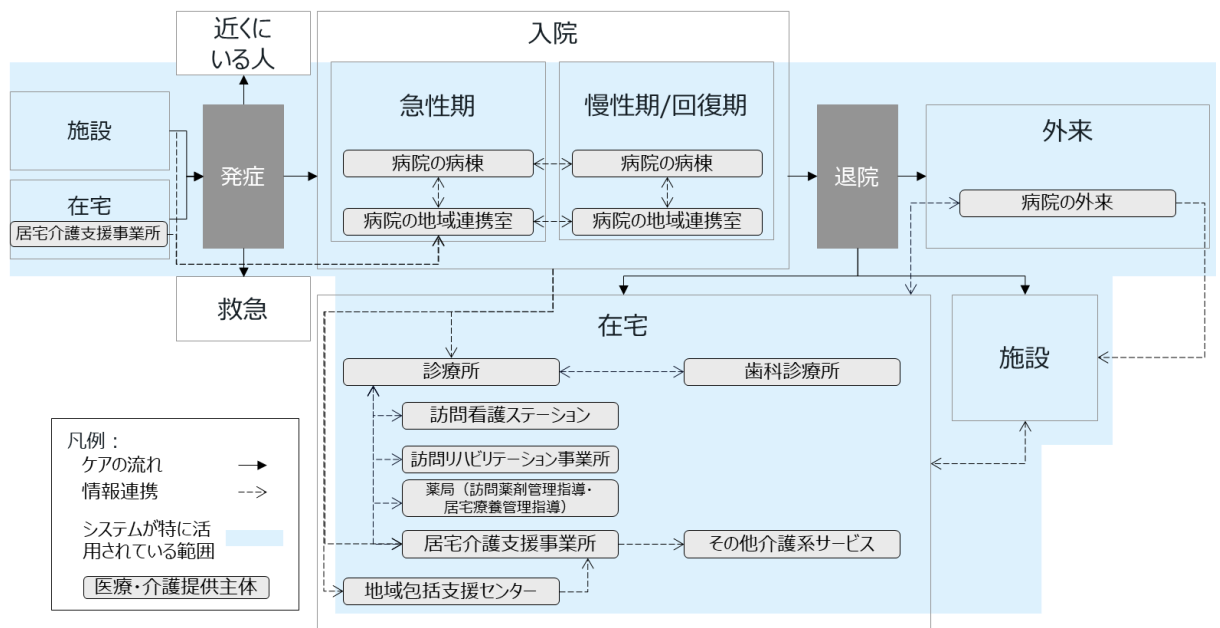 近くに
いる人
入院
急性期
慢性期/回復期
施設
発症
病院の病棟
病院の病棟
退院
外来
在宅
居宅介護支援事業所
病院の地域連携室
病院の地域連携室
病院の外来
救急
在宅
施設
診療所
歯科診療所
訪問看護ステーション
訪問リハビリテーション事業所
薬局（訪問薬剤管理指導・
居宅療養管理指導）
居宅介護支援事業所
その他介護系サービス
地域包括支援センター
凡例：
ケアの流れ
情報連携
システムが特に活
用されている範囲
医療・介護提供主体